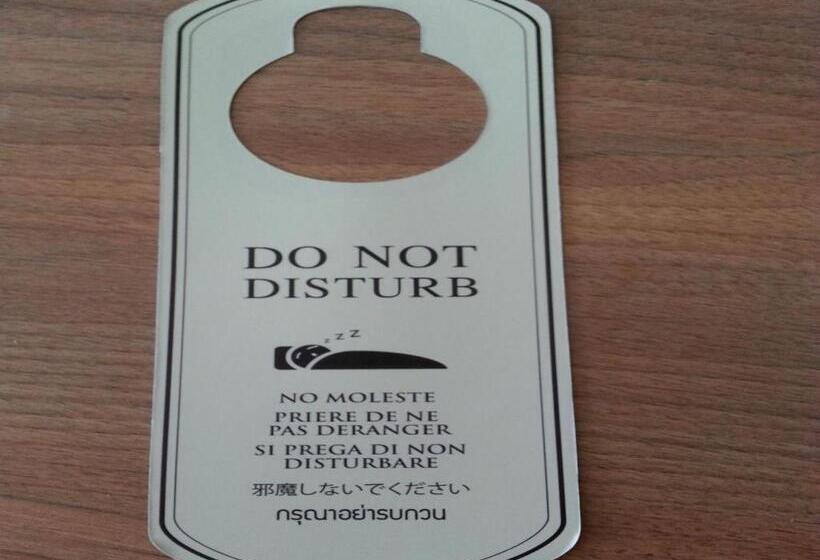 DO NOT
DISTURB
z z Z
NO MOLESTE
PRIERE DE NE
PAS DERANGER
SI PREGA DI NON
DISTURBARE
邪魔しないでください
กรุณาอย่ารบกวน